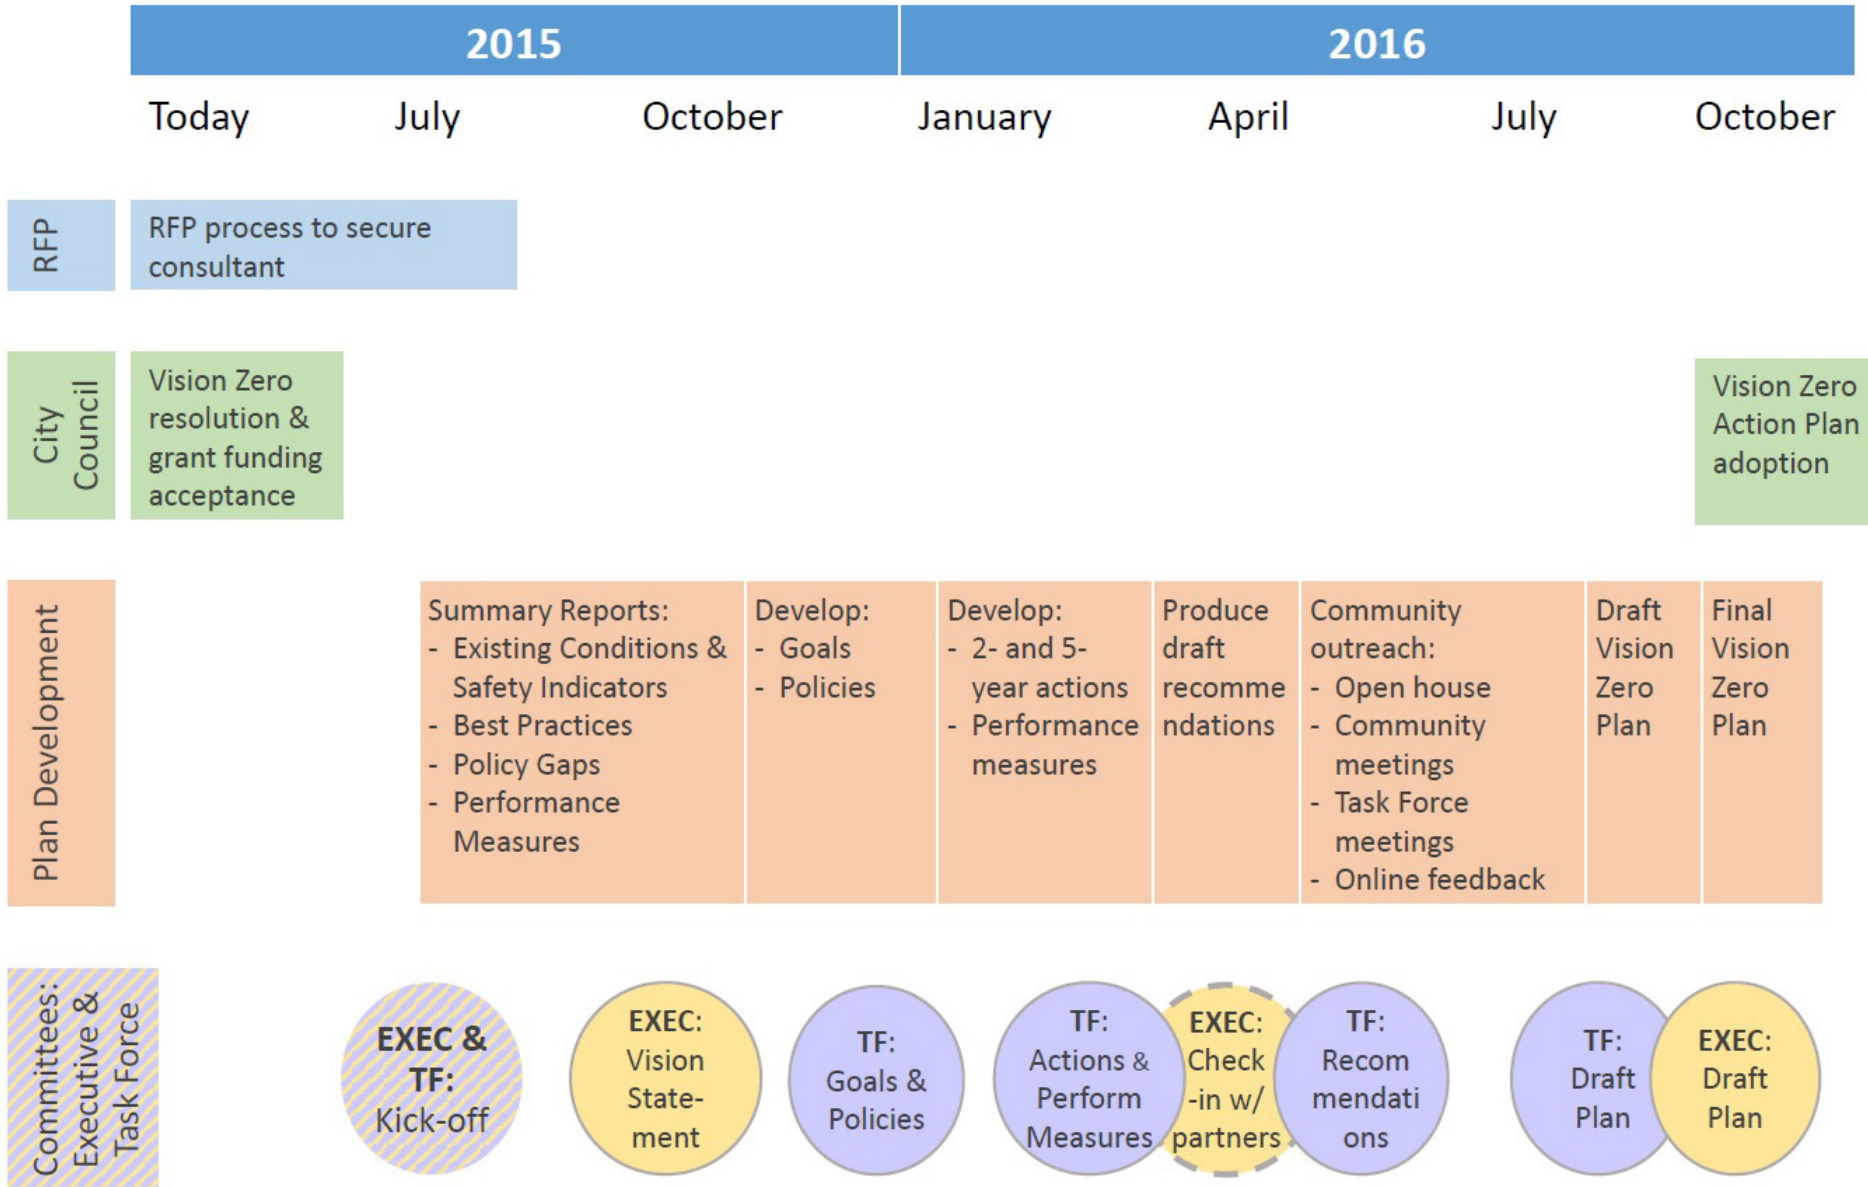 2015
2016
Today
July
October
January
April
July
October
RFP
RFP process to secure
consultant
City
Council
Vision Zero
resolution &
grant funding
acceptance
Vision Zero
Action Plan
adoption
Plan Development
Summary Reports:
- Existing Conditions &
Safety Indicators
- Best Practices
- Policy Gaps
- Performance
Measures
Develop:
- Goals
- Policies
Develop:
- 2- and 5-
year actions
- Performance
measures
Produce
draft
recomme
ndations
Community
outreach:
- Open house
- Community
meetings
- Task Force
meetings
- Online feedback
Draft
Vision
Zero
Plan
Final
Vision
Zero
Plan
Committees:
Executive &
Task Force
EXEC &
TF:
Kick-off
EXEC:
Vision
State-
ment
TF:
Goals &
Policies
TF:
Actions &
Perform
Measures
EXEC:
Check
-in w/
partners
TF:
Recom
mendati
ons
TF:
Draft
Plan
EXEC:
Draft
Plan